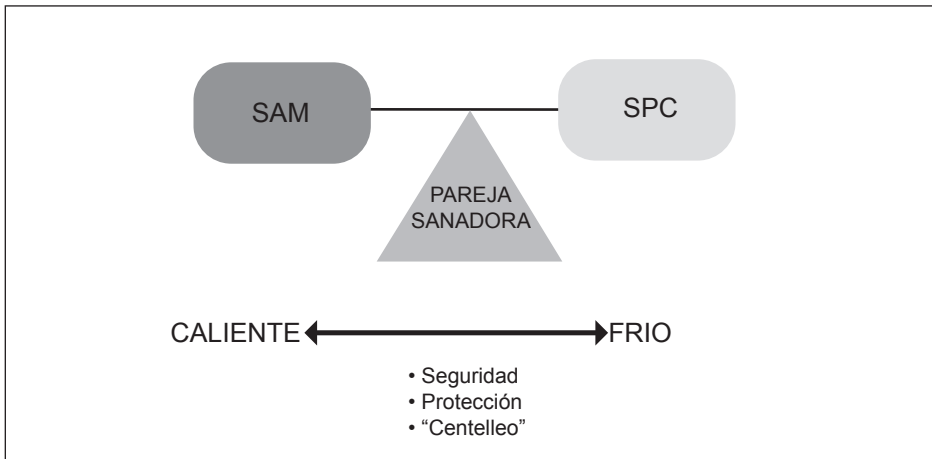 SAM
SPC
PAREJA
SANADORA
CALIENTE
FRIO
• Seguridad
• Protección
• “Centelleo”